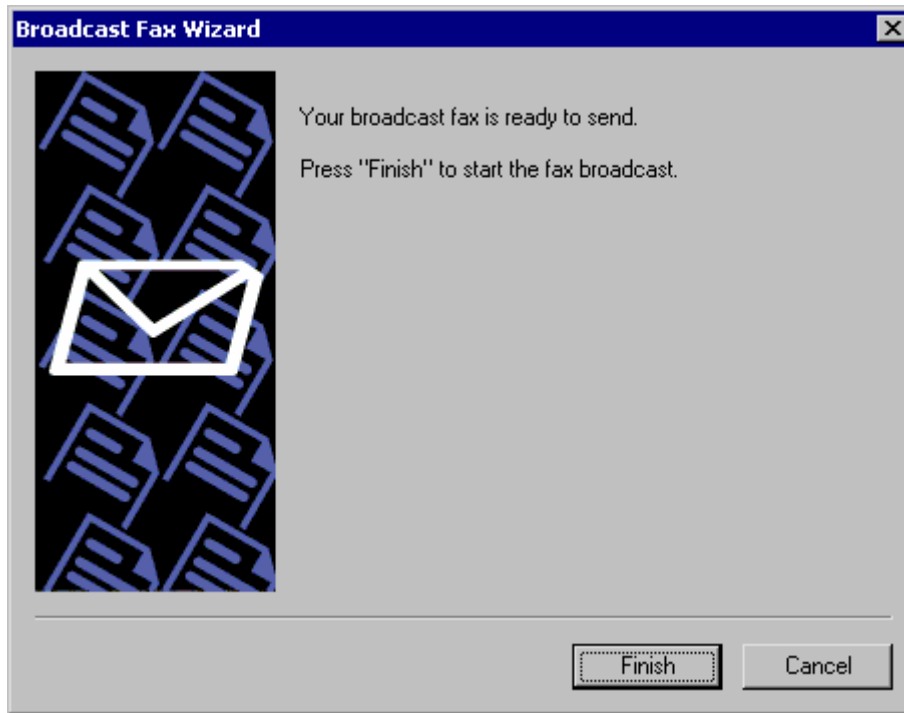 Broadcast Fax Wizard
Your broadcast fax is ready to send.
Press "Finish" to start the fax broadcast.
Finish
Cancel